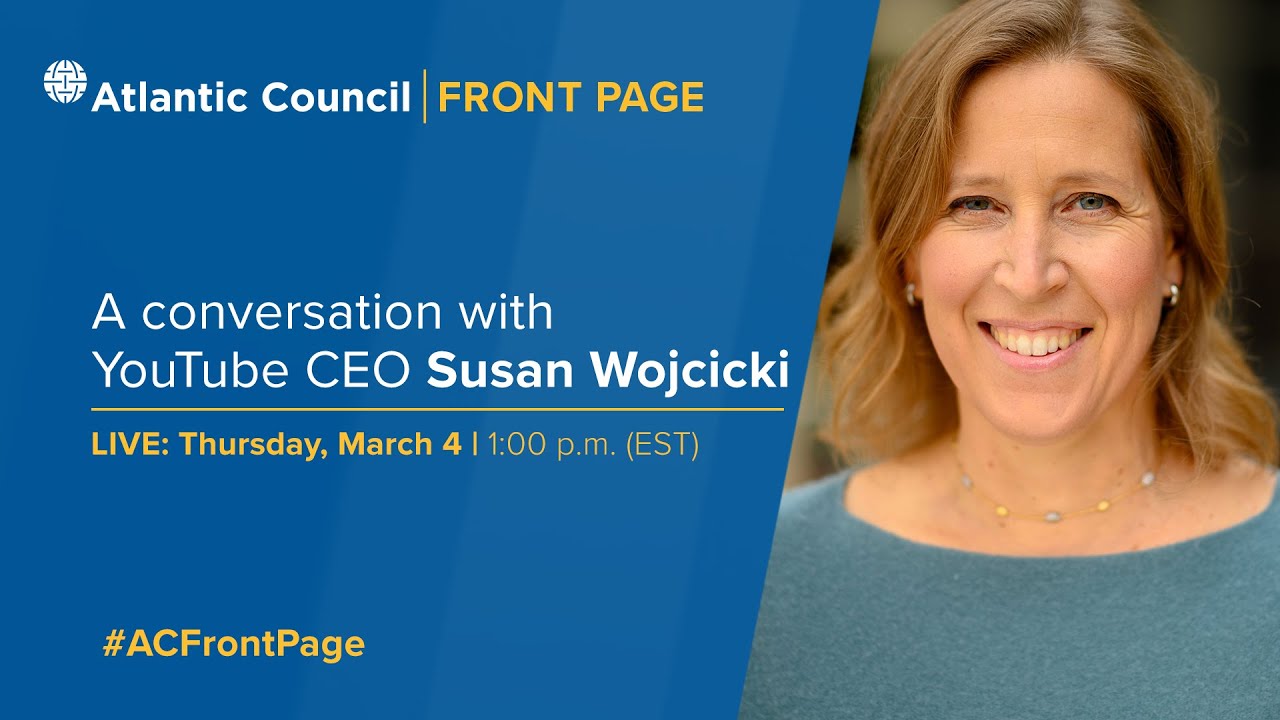 Atlantic Council | FRONT PAGE
A conversation with
YouTube CEO Susan Wojcicki
LIVE: Thursday, March 4 | 1:00 p.m. (EST)
#ACFrontPage